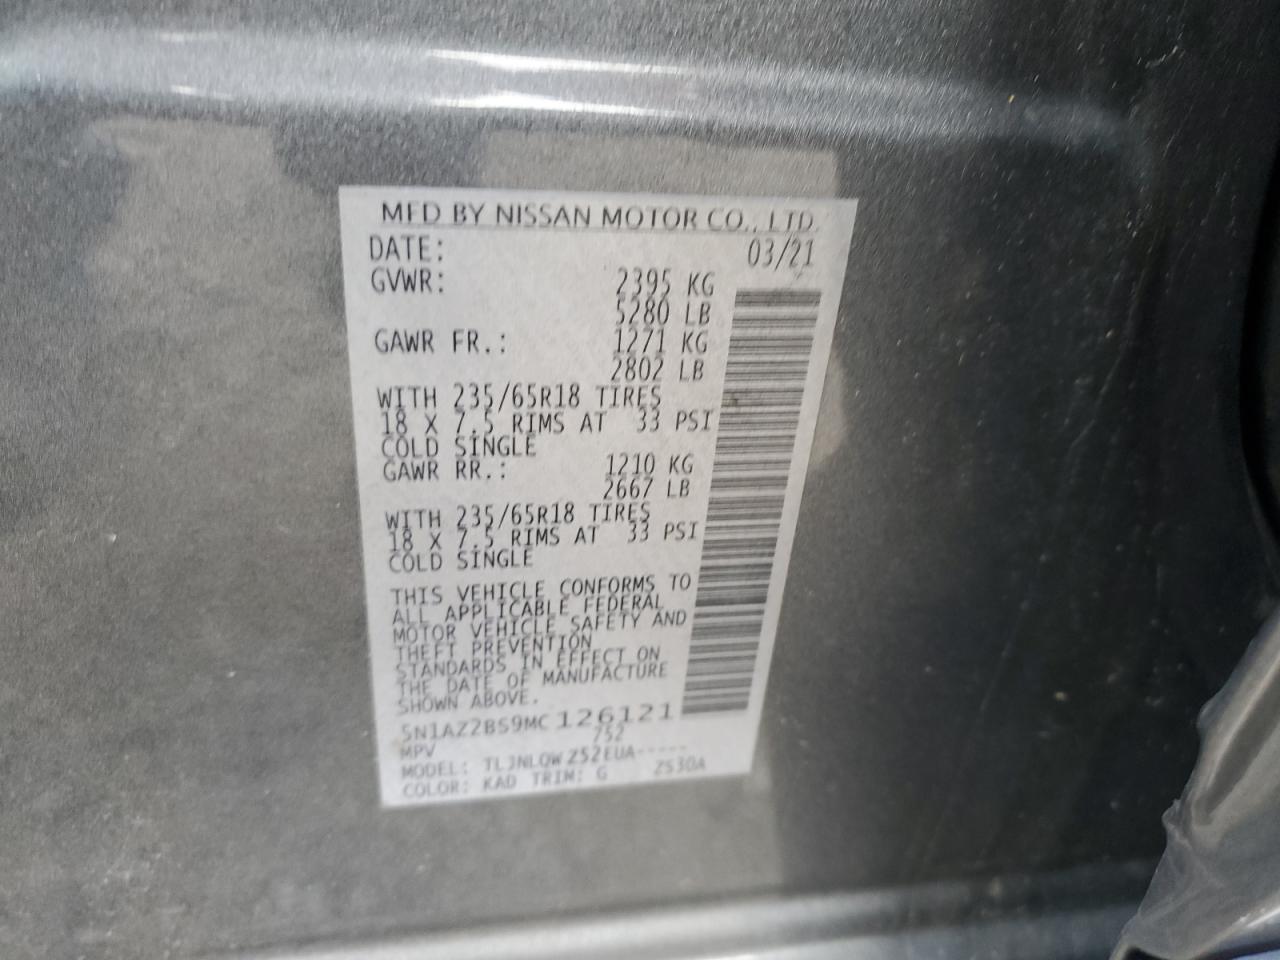 MFD BY NISSAN MOTOR CO., LTD.
DATE: 03/21
GVWR: 2395 KG
5280 LB
GAWR FR.: 1271 KG
2802 LB
WITH 235/65R18 TIRES
18 X 7.5 RIMS AT 33 PSI
COLD SINGLE
GAWR RR.: 1210 KG
2667 LB
WITH 235/65R18 TIRES
18 X 7.5 RIMS AT 33 PSI
COLD SINGLE
THIS VEHICLE CONFORMS TO
ALL APPLICABLE FEDERAL
MOTOR VEHICLE SAFETY AND
THEFT PREVENTION
STANDARDS IN EFFECT ON
THE DATE OF MANUFACTURE
SHOWN ABOVE.
5N1AZ2BS9MC126121
MPV 752
MODEL: TLJNLQW Z52EUA-----
COLOR: KAD TRIM: G ZS30A